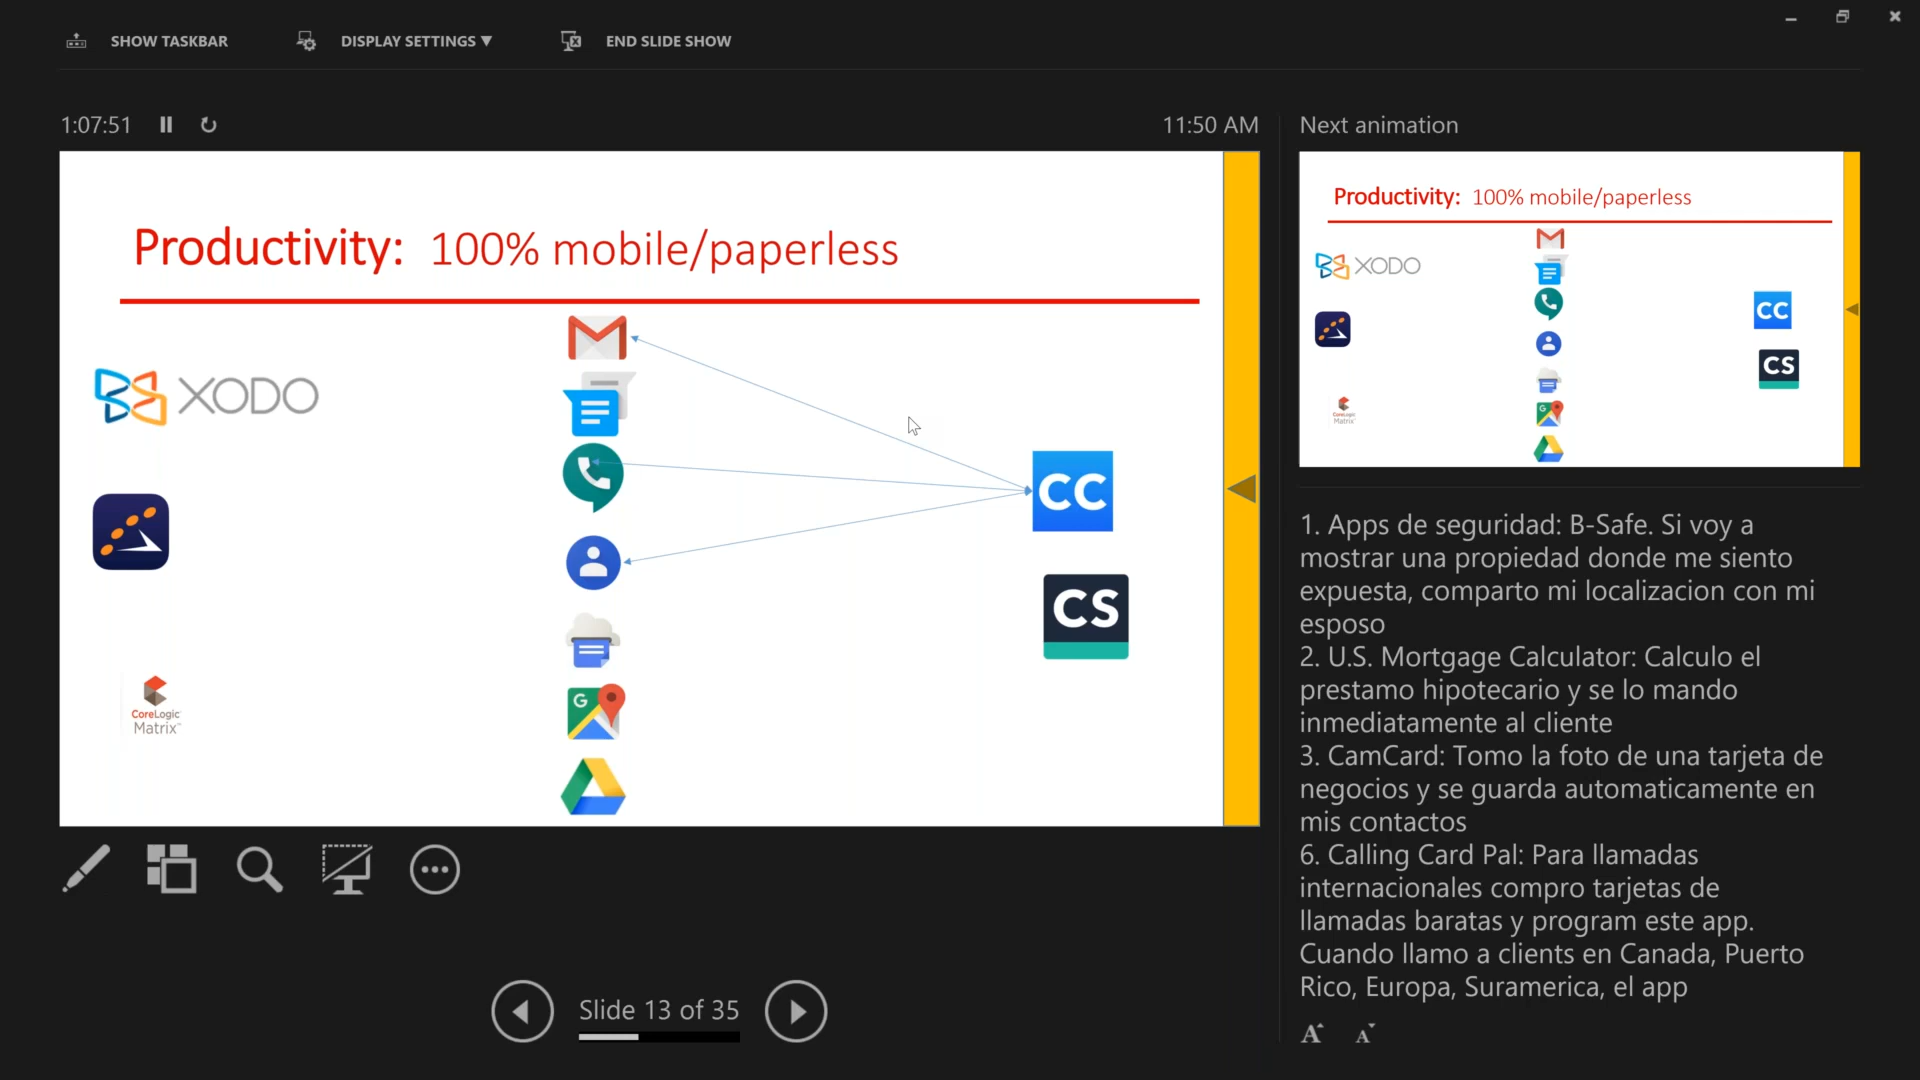 SHOW TASKBAR
DISPLAY SETTINGS ▼
END SLIDE SHOW
1:07:51
11:50 AM
Next animation
Productivity: 100% mobile/paperless
XODO
G
CC
CS
CoreLogic
Matrix™
Productivity: 100% mobile/paperless
XODO
CC
CS
CoreLogic
Matrix
G
1. Apps de seguridad: B-Safe. Si voy a
mostrar una propiedad donde me siento
expuesta, comparto mi localizacion con mi
esposo
2. U.S. Mortgage Calculator: Calculo el
prestamo hipotecario y se lo mando
inmediatamente al cliente
3. CamCard: Tomo la foto de una tarjeta de
negocios y se guarda automaticamente en
mis contactos
6. Calling Card Pal: Para llamadas
internacionales compro tarjetas de
llamadas baratas y program este app.
Cuando llamo a clients en Canada, Puerto
Rico, Europa, Suramerica, el app
Slide 13 of 35
A A